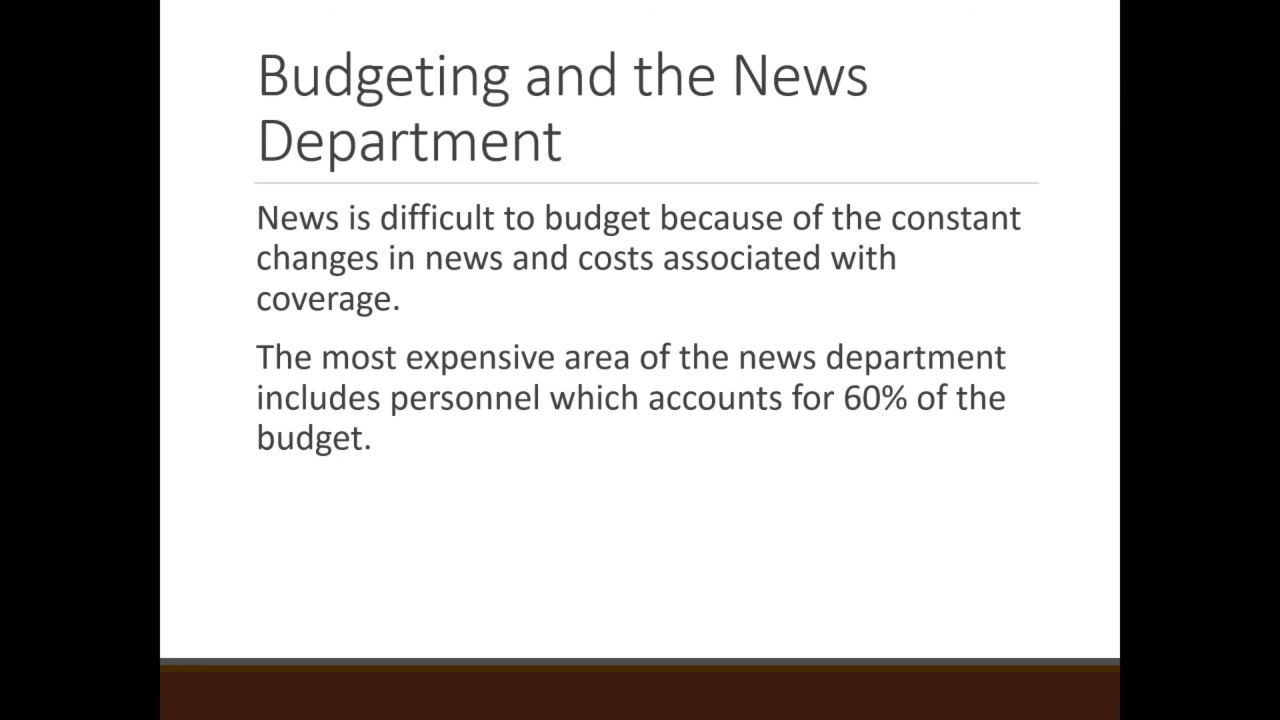 Budgeting and the News
Department
News is difficult to budget because of the constant
changes in news and costs associated with
coverage.
The most expensive area of the news department
includes personnel which accounts for 60% of the
budget.